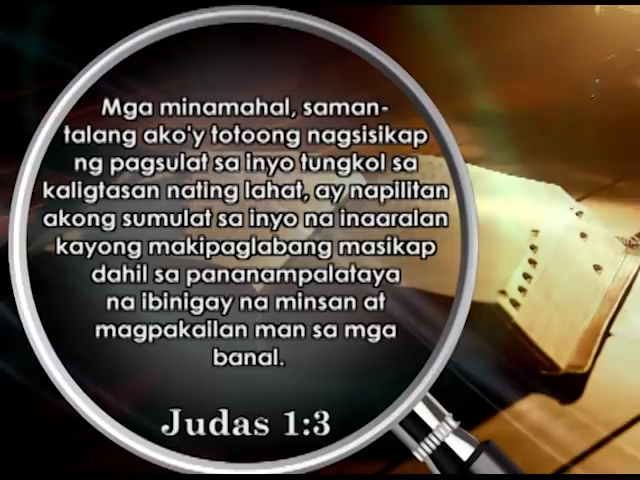 Mga minamahal, saman-
talang ako'y totoong nagsisikap
ng pagsulat sa inyo tungkol sa
kaligtasan nating lahat, ay napilitan
akong sumulat sa inyo na inaaralan
kayong makipaglabang masikap
dahil sa pananampalataya
na ibinigay na minsan at
magpakailan man sa mga
banal.
Judas 1:3